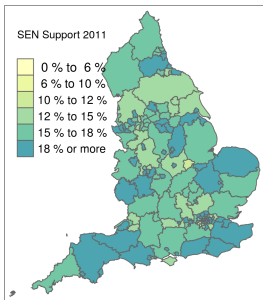 SEN Support 2011
0 % to 6 %
6 % to 10 %
10 % to 12 %
12 % to 15 %
15 % to 18 %
18 % or more